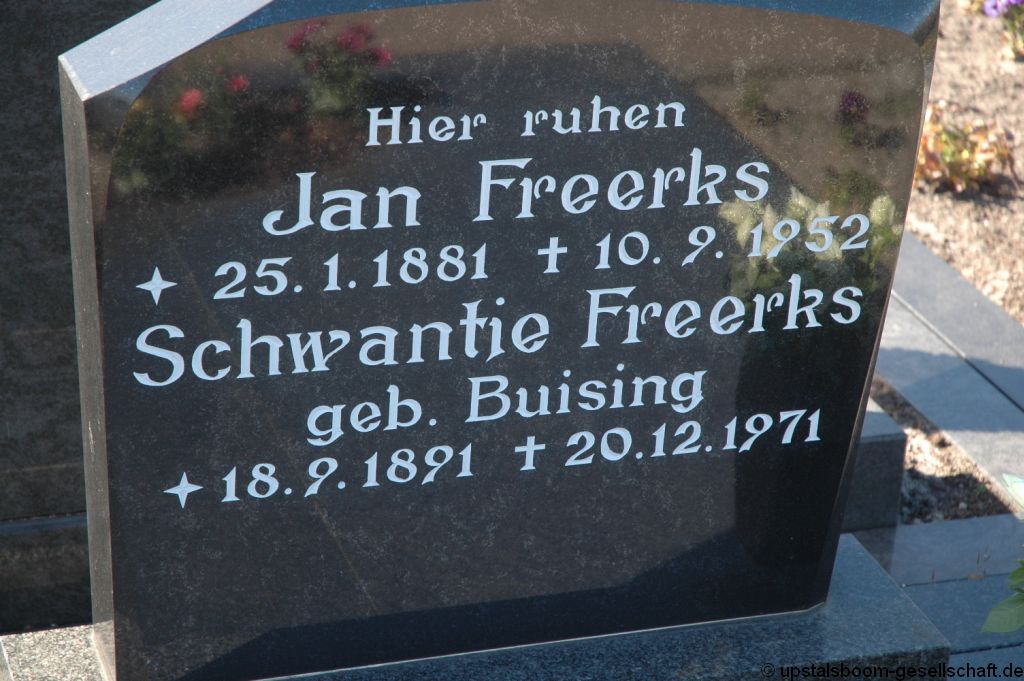 Hier ruhen
Jan Freerks
✦ 25.1.1881 † 10.9.1952
Schwantje Freerks
geb. Buising
✦ 18.9.1891 † 20.12.1971
© upstalsboom-gesellschaft.de